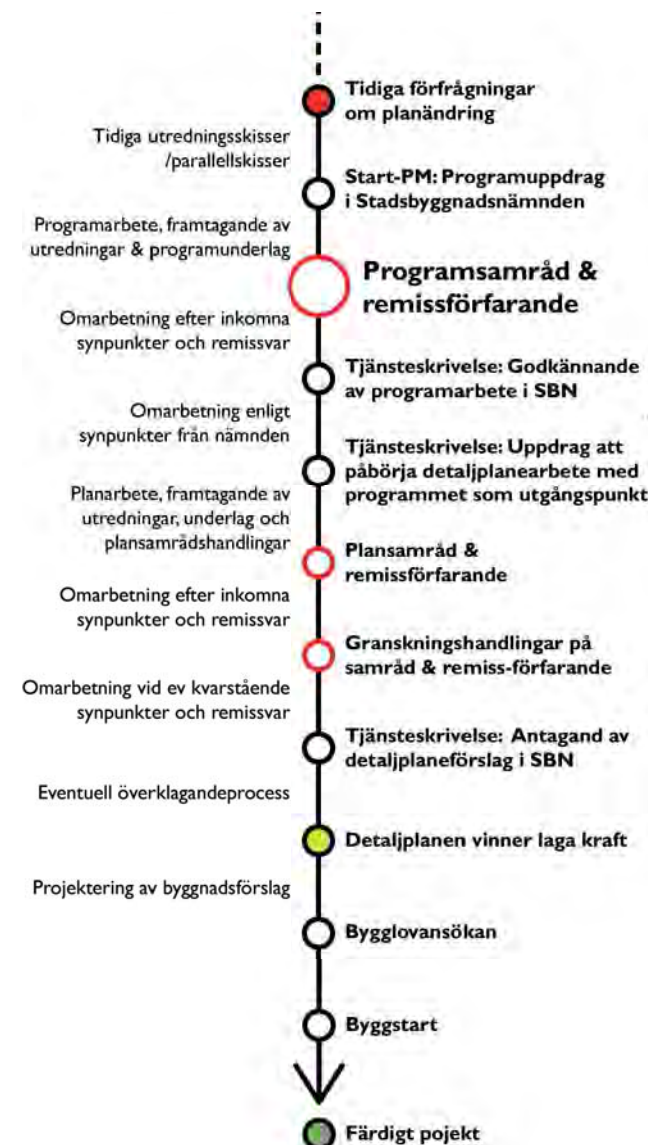 Tidiga förfrågningar
om planändring
Tidiga utredningsskisser
/parallellskisser
Start-PM: Programuppdrag
i Stadsbyggnadsnämnden
Programarbete, framtagande av
utredningar & programunderlag
Programsamråd &
remissförfarande
Omarbetning efter inkomna
synpunkter och remissvar
Tjänsteskrivelse: Godkännande
av programarbete i SBN
Omarbetning enligt
synpunkter från nämnden
Tjänsteskrivelse: Uppdrag att
påbörja detaljplanearbete med
programmet som utgångspunkt
Planarbete, framtagande av
utredningar, underlag och
plansamrådshandlingar
Plansamråd &
remissförfarande
Omarbetning efter inkomna
synpunkter och remissvar
Granskningshandlingar på
samråd & remiss-förfarande
Omarbetning vid ev kvarstående
synpunkter och remissvar
Tjänsteskrivelse: Antagand av
detaljplaneförslag i SBN
Eventuell överklagandeprocess
Detaljplanen vinner laga kraft
Projektering av byggnadsförslag
Bygglovansökan
Byggstart
Färdigt pojekt